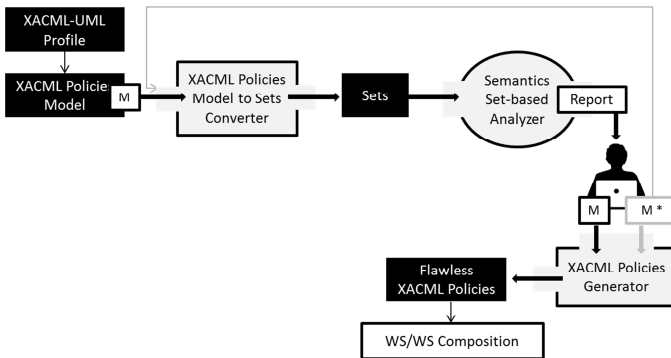 XACML-UML
Profile
XACML Policies
Model
M
XACML Policies
Model to Sets
Converter
Sets
Semantics
Set-based
Analyzer
Report
M
M *
XACML Policies
Generator
Flawless
XACML Policies
WS/WS Composition